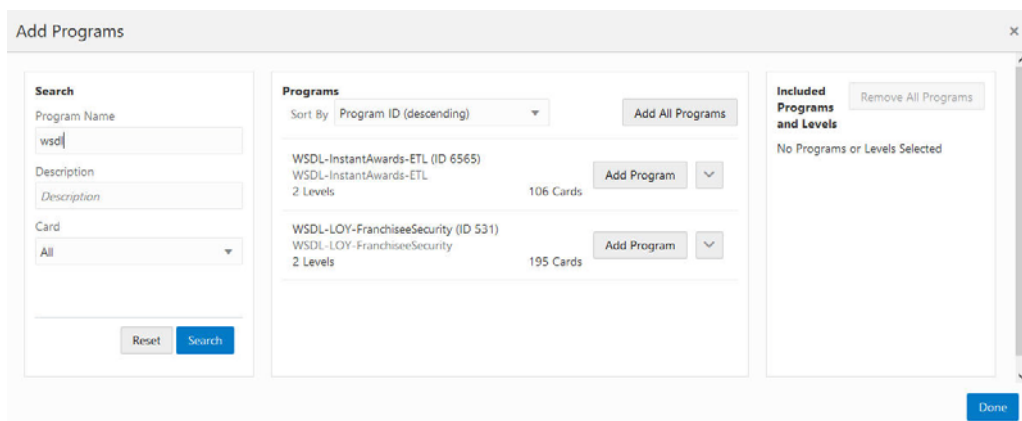 Add Programs
×
Search
Program Name
wsdl
Description
Description
Card
All
Reset
Search
Programs
Sort By Program ID (descending)
Add All Programs
WSDL-InstantAwards-ETL (ID 6565)
WSDL-InstantAwards-ETL
2 Levels
106 Cards
Add Program
WSDL-LOY-FranchiseeSecurity (ID 531)
WSDL-LOY-FranchiseeSecurity
2 Levels
195 Cards
Add Program
Included
Programs
and Levels
Remove All Programs
No Programs or Levels Selected
Done